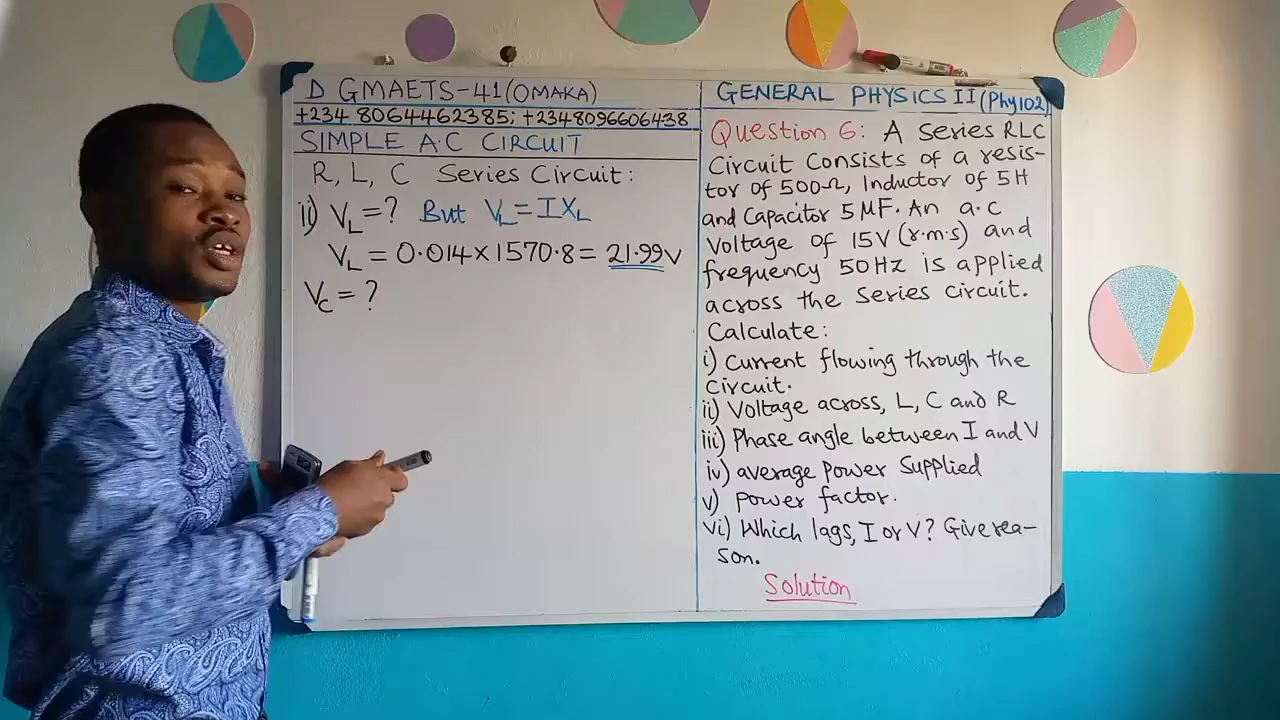 D GMAETS-41(OMAKA)
+234 8064462385; +2348096606438
SIMPLE A.C CIRCUIT
R, L, C Series Circuit:
ii) VL = ? But VL = IXL
VL = 0.014 × 1570.8 = 21.99V
VC = ?
GENERAL PHYSICS II (Phy102)
Question 6: A Series RLC
Circuit Consists of a resis-
tor of 500Ω, Inductor of 5H
and Capacitor 5 MF. An a.c
Voltage of 15V (r.m.s) and
frequency 50Hz is applied
across the Series Circuit.
Calculate:
i) Current flowing through the
Circuit.
ii) Voltage across, L, C and R
iii) Phase angle between I and V
iv) average power Supplied
v) Power factor.
vi) Which lags, I or V? Give rea-
son.
Solution